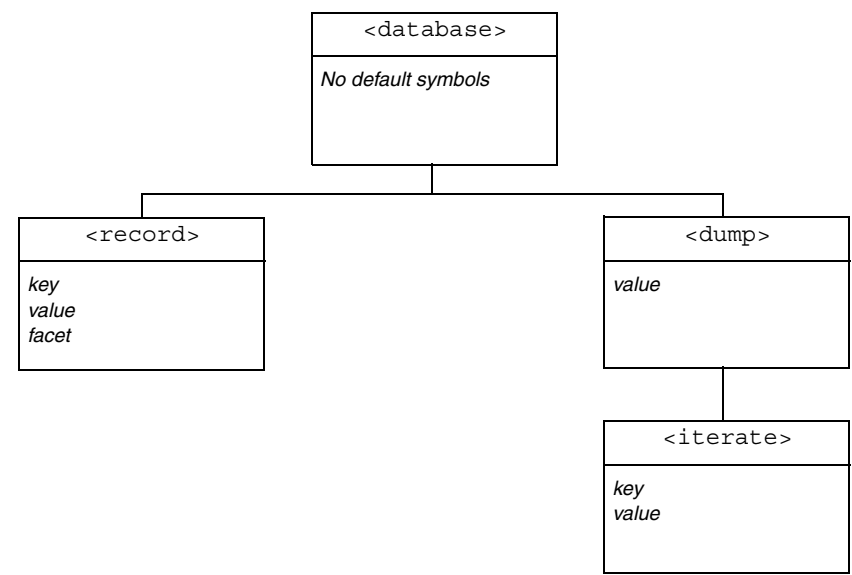 <database>
No default symbols
<record>
key
value
facet
<dump>
value
<iterate>
key
value